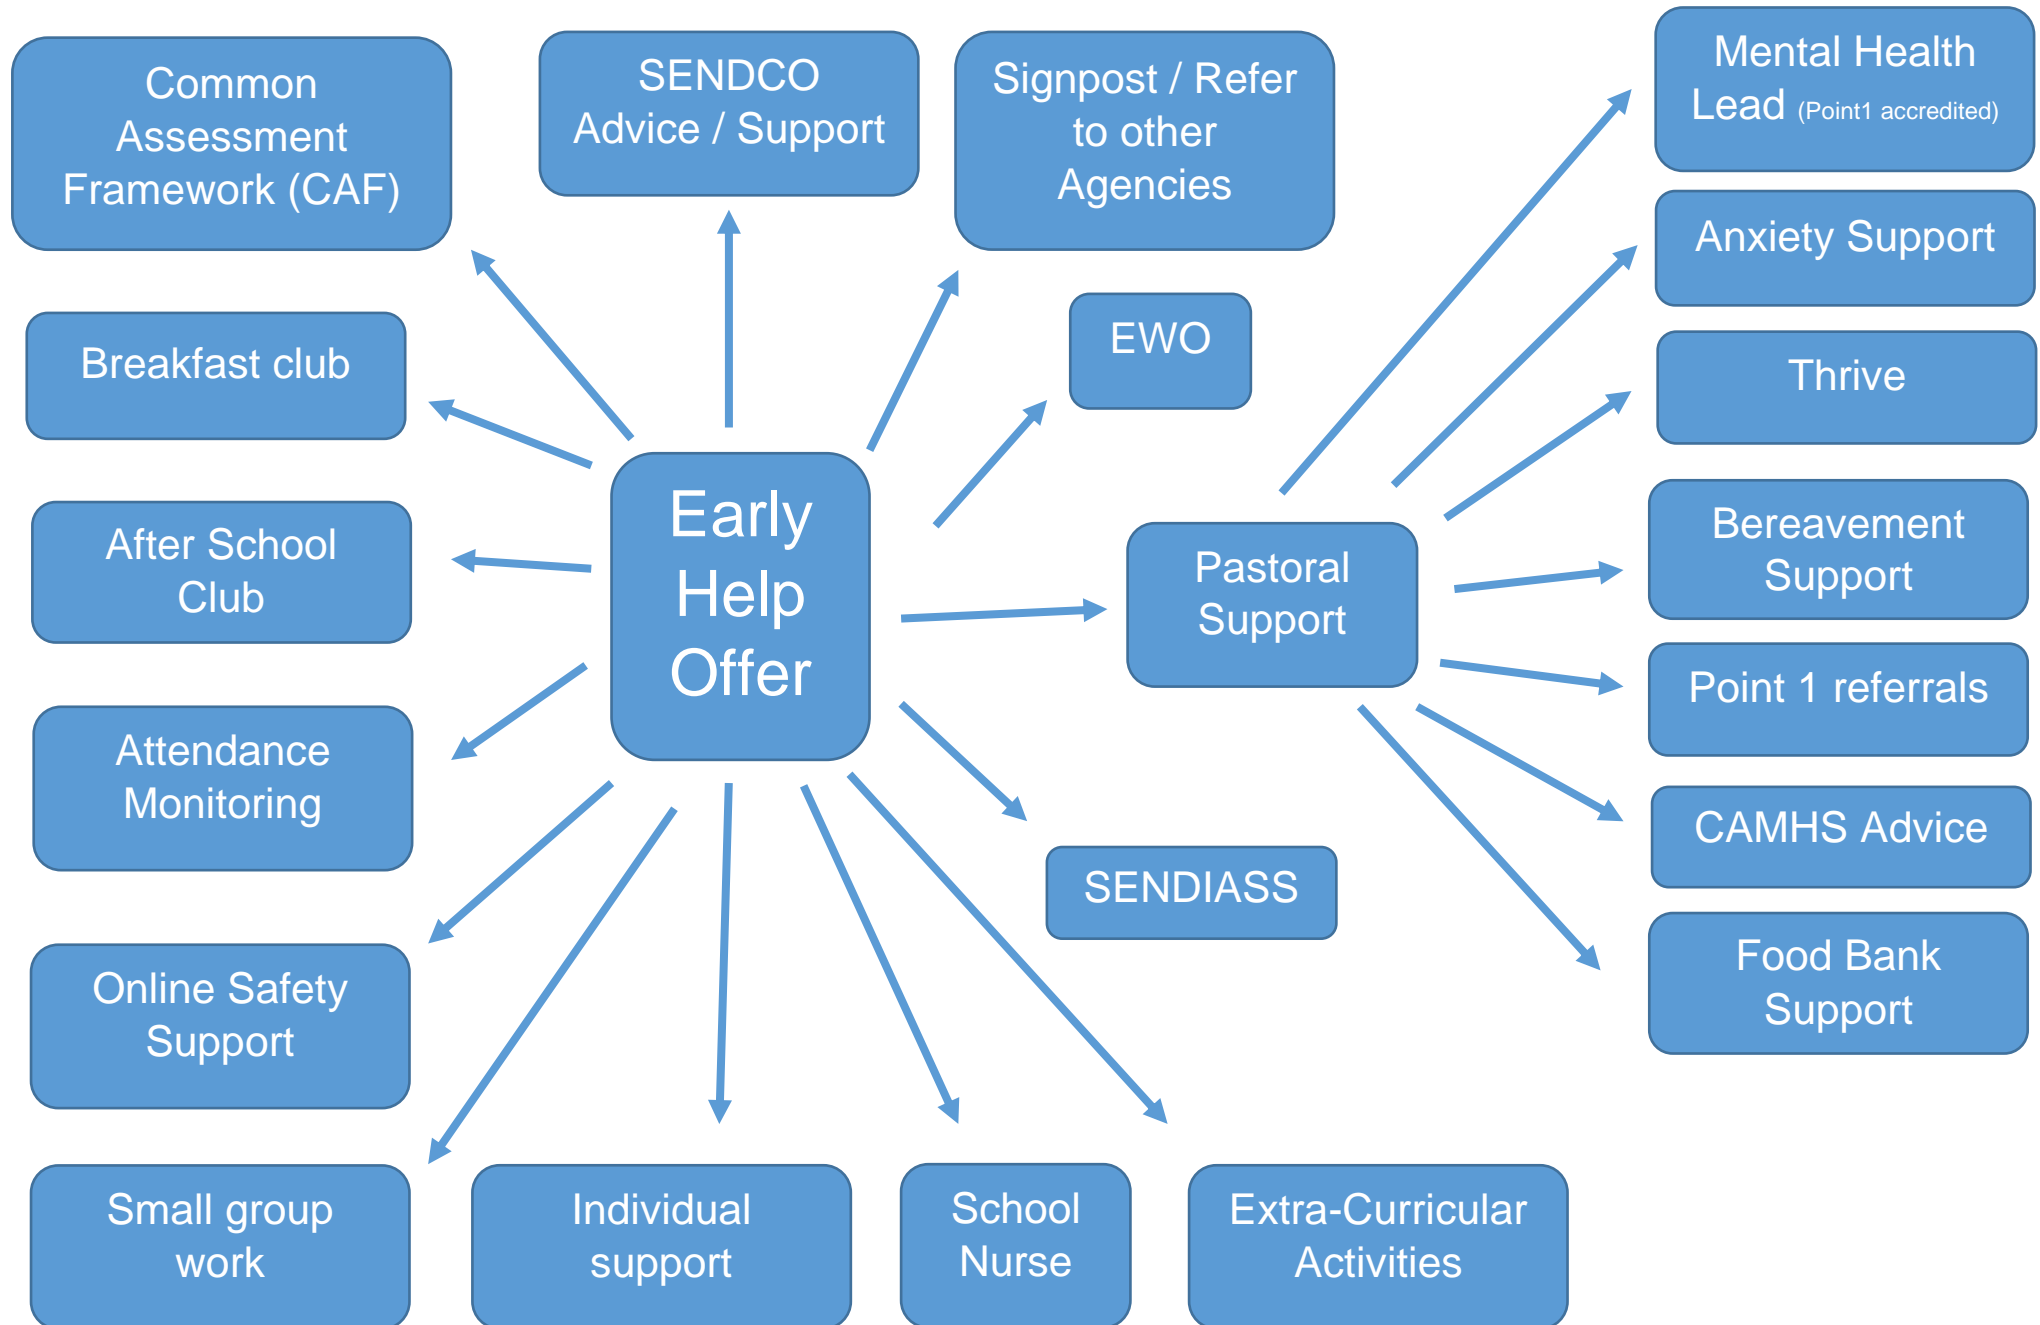 Common
Assessment
Framework (CAF)
SENDCO
Advice / Support
Signpost / Refer
to other
Agencies
Mental Health
Lead (Point1 accredited)
Anxiety Support
EWO
Breakfast club
Thrive
Early
Help
Offer
After School
Club
Pastoral
Support
Bereavement
Support
Point 1 referrals
Attendance
Monitoring
CAMHS Advice
SENDIASS
Online Safety
Support
Food Bank
Support
Small group
work
Individual
support
School
Nurse
Extra-Curricular
Activities